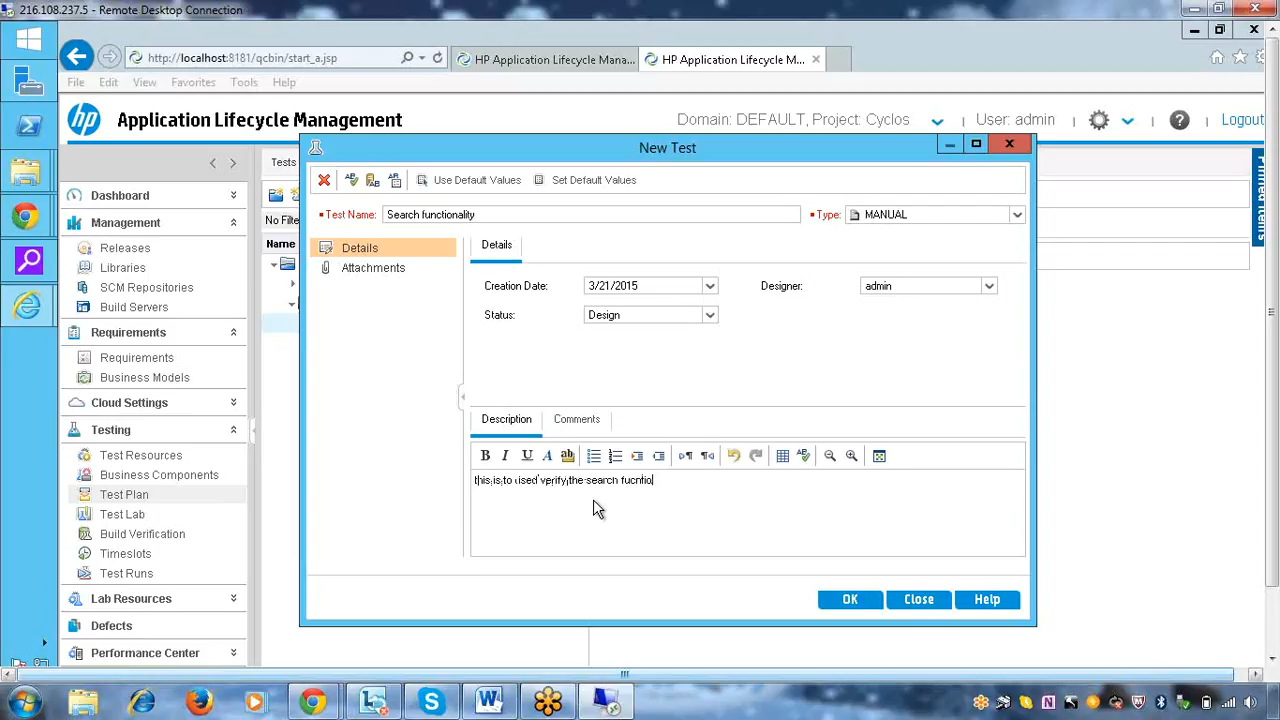 216.108.237.5 - Remote Desktop Connection
http://localhost:8181/qcbin/start_a.jsp
HP Application Lifecycle Mana...
HP Application Lifecycle M...
File Edit View Favorites Tools Help
hp
Application Lifecycle Management
Domain: DEFAULT, Project: Cyclos
User: admin
Logout
Dashboard
Management
Releases
Libraries
SCM Repositories
Build Servers
Requirements
Requirements
Business Models
Cloud Settings
Testing
Test Resources
Business Components
Test Plan
Test Lab
Build Verification
Timeslots
Test Runs
Lab Resources
Defects
Performance Center
Tests
No Filte
Name
Pinned Items
New Test
Use Default Values Set Default Values
*Test Name: Search functionality
*Type: MANUAL
Details
Attachments
Details
Creation Date: 3/21/2015
Designer: admin
Status: Design
Description Comments
B I U A ab
this is to used verify the search fucntio
OK Close Help